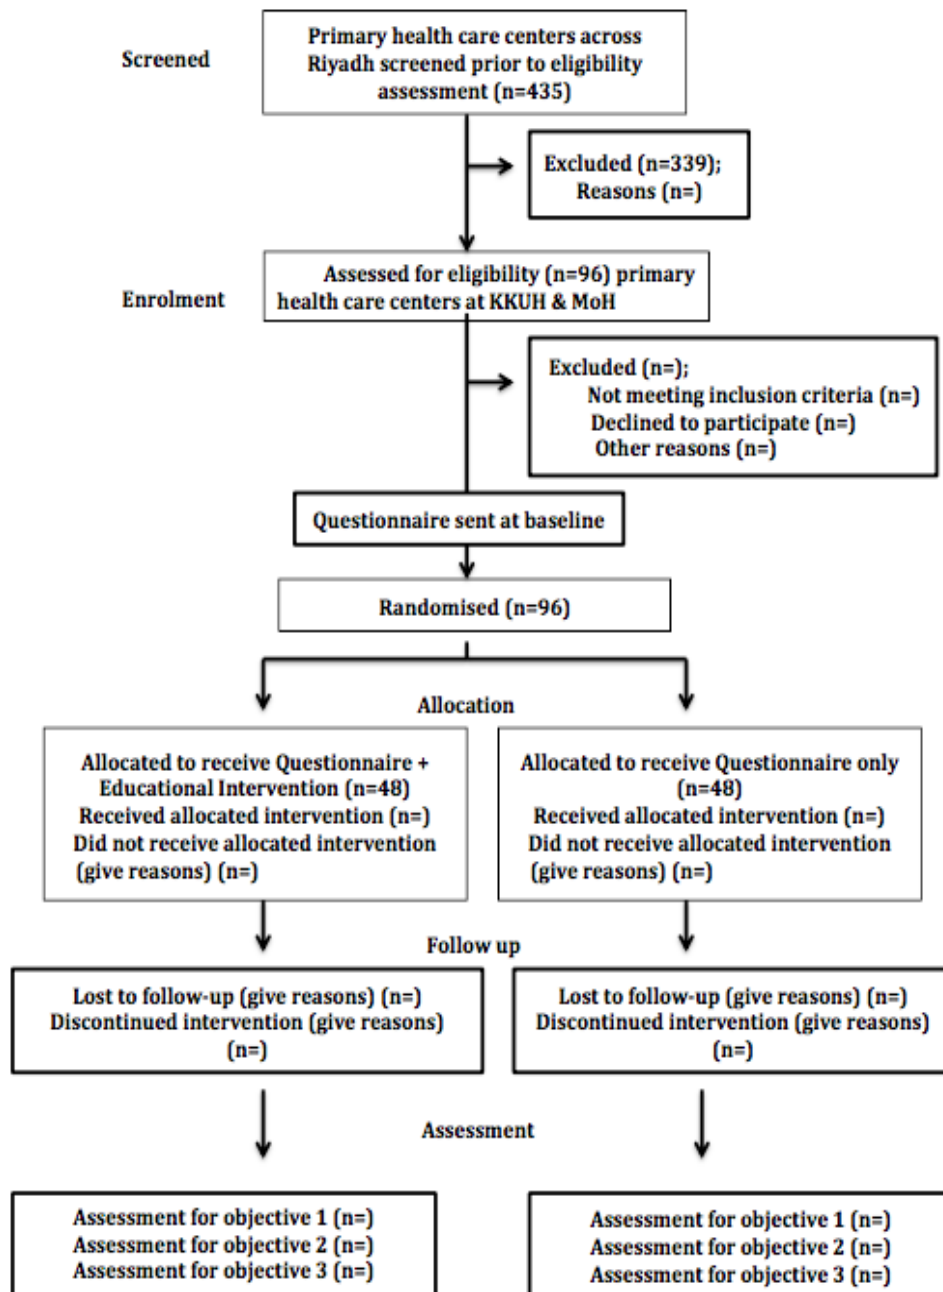 Screened
Primary health care centers across
Riyadh screened prior to eligibility
assessment (n=435)
Excluded (n=339);
Reasons (n=)
Enrolment
Assessed for eligibility (n=96) primary
health care centers at KKUH & MoH
Excluded (n=);
Not meeting inclusion criteria (n=)
Declined to participate (n=)
Other reasons (n=)
Questionnaire sent at baseline
Randomised (n=96)
Allocation
Allocated to receive Questionnaire +
Educational Intervention (n=48)
Received allocated intervention (n=)
Did not receive allocated intervention
(give reasons) (n=)
Allocated to receive Questionnaire only
(n=48)
Received allocated intervention (n=)
Did not receive allocated intervention
(give reasons) (n=)
Follow up
Lost to follow-up (give reasons) (n=)
Discontinued intervention (give reasons)
(n=)
Lost to follow-up (give reasons) (n=)
Discontinued intervention (give reasons)
(n=)
Assessment
Assessment for objective 1 (n=)
Assessment for objective 2 (n=)
Assessment for objective 3 (n=)
Assessment for objective 1 (n=)
Assessment for objective 2 (n=)
Assessment for objective 3 (n=)